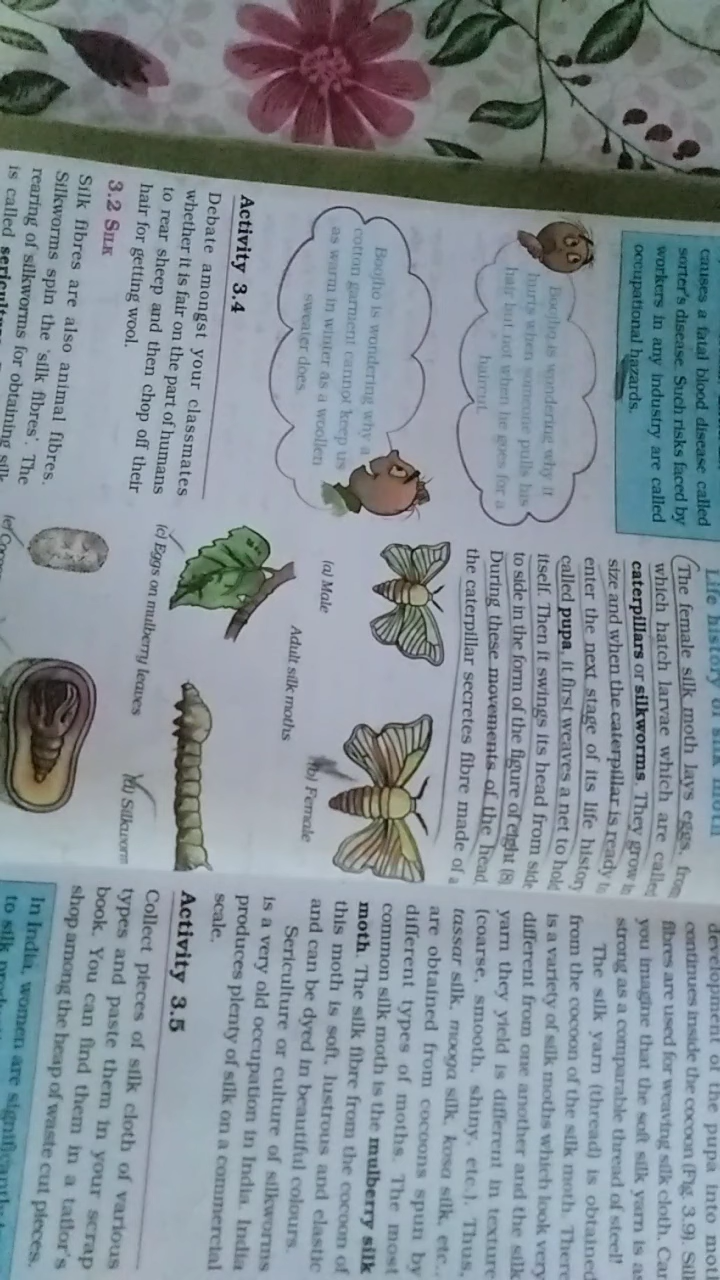 causes a fatal blood disease called
sorter's disease. Such risks faced by
workers in any industry are called
occupational hazards.
Boojho is wondering why it
hurts when someone pulls his
hair but not when he goes for a
haircut.
Boojho is wondering why a
cotton garment cannot keep us
as warm in winter as a woollen
sweater does.
Activity 3.4
Debate amongst your classmates
whether it is fair on the part of humans
to rear sheep and then chop off their
hair for getting wool.
3.2 SILK
Silk fibres are also animal fibres.
Silkworms spin the 'silk fibres'. The
rearing of silkworms for obtaining silk
is called
Life history of silk moth
The female silk moth lays eggs, from
which hatch larvae which are called
caterpillars or silkworms. They grow in
size and when the caterpillar is ready to
enter the next stage of its life history
called pupa, it first weaves a net to hold
itself. Then it swings its head from side
to side in the form of the figure of eight (8).
During these movements of the head,
the caterpillar secretes fibre made of a
(a) Male
(b) Female
Adult silk moths
(c) Eggs on mulberry leaves
(d) Silkworm
development of the pupa into moth
continues inside the cocoon (Fig 3.9). Silk
fibres are used for weaving silk cloth. Can
you imagine that the soft silk yarn is as
strong as a comparable thread of steel!
The silk yarn (thread) is obtained
from the cocoon of the silk moth. There
is a variety of silk moths which look very
different from one another and the silk
yarn they yield is different in texture
(coarse, smooth, shiny, etc.). Thus,
tassar silk, mooga silk, kosa silk, etc.,
are obtained from cocoons spun by
different types of moths. The most
common silk moth is the mulberry silk
moth. The silk fibre from the cocoon of
this moth is soft, lustrous and elastic
and can be dyed in beautiful colours.
Sericulture or culture of silkworms
is a very old occupation in India. India
produces plenty of silk on a commercial
scale.
Activity 3.5
Collect pieces of silk cloth of various
types and paste them in your scrap
book. You can find them in a tailor's
shop among the heap of waste cut pieces.
In India, women are significantly